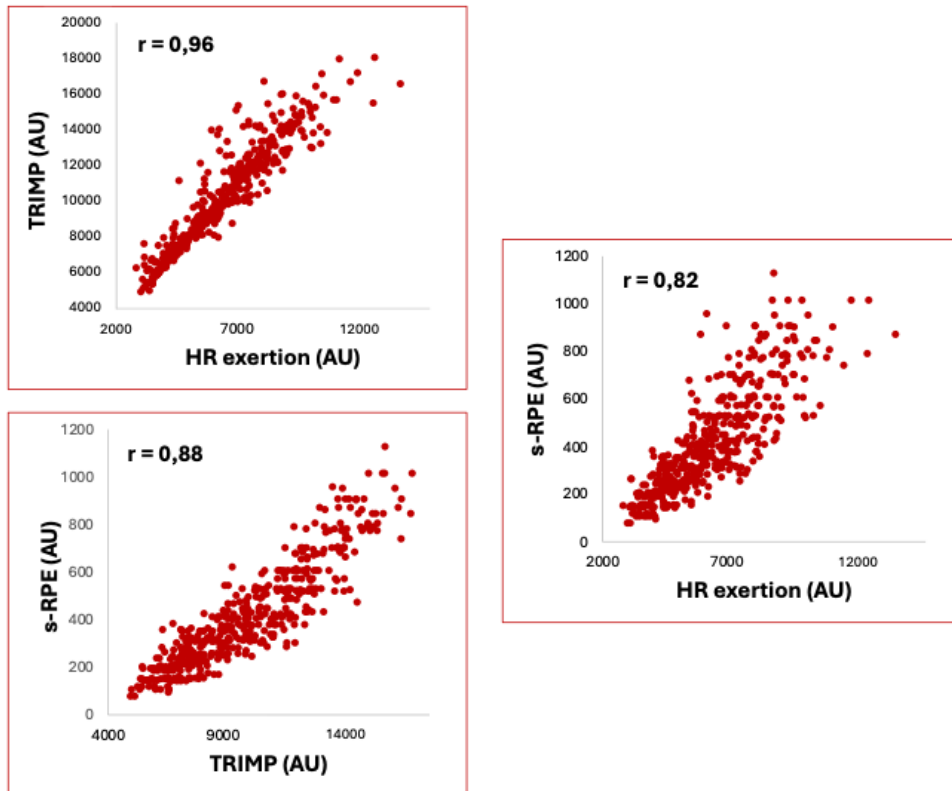 20000
18000
16000
14000
12000
10000
8000
6000
4000
r = 0,96
TRIMP (AU)
2000 7000 12000
HR exertion (AU)
1200
1000
800
600
400
200
0
r = 0,88
s-RPE (AU)
4000 9000 14000
TRIMP (AU)
1200
1000
800
600
400
200
0
r = 0,82
s-RPE (AU)
2000 7000 12000
HR exertion (AU)